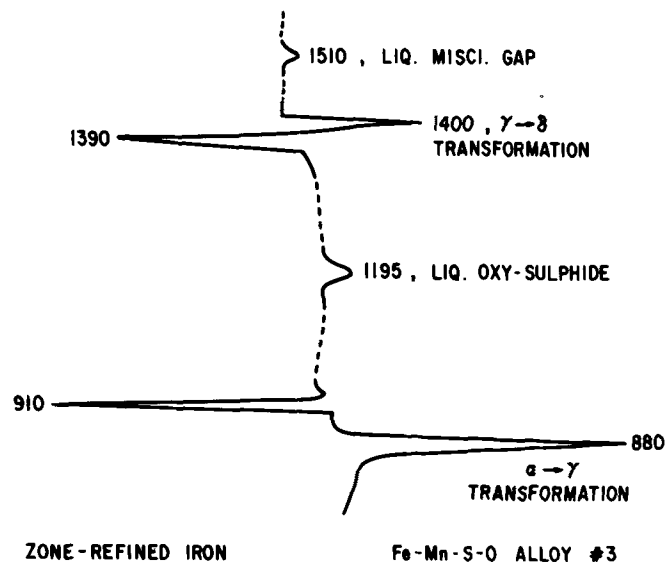 1510 , LIQ. MISCI. GAP
1390
1400 , γ→δ
TRANSFORMATION
1195 , LIQ. OXY-SULPHIDE
910
880
α→γ
TRANSFORMATION
ZONE-REFINED IRON
Fe-Mn-S-O ALLOY #3